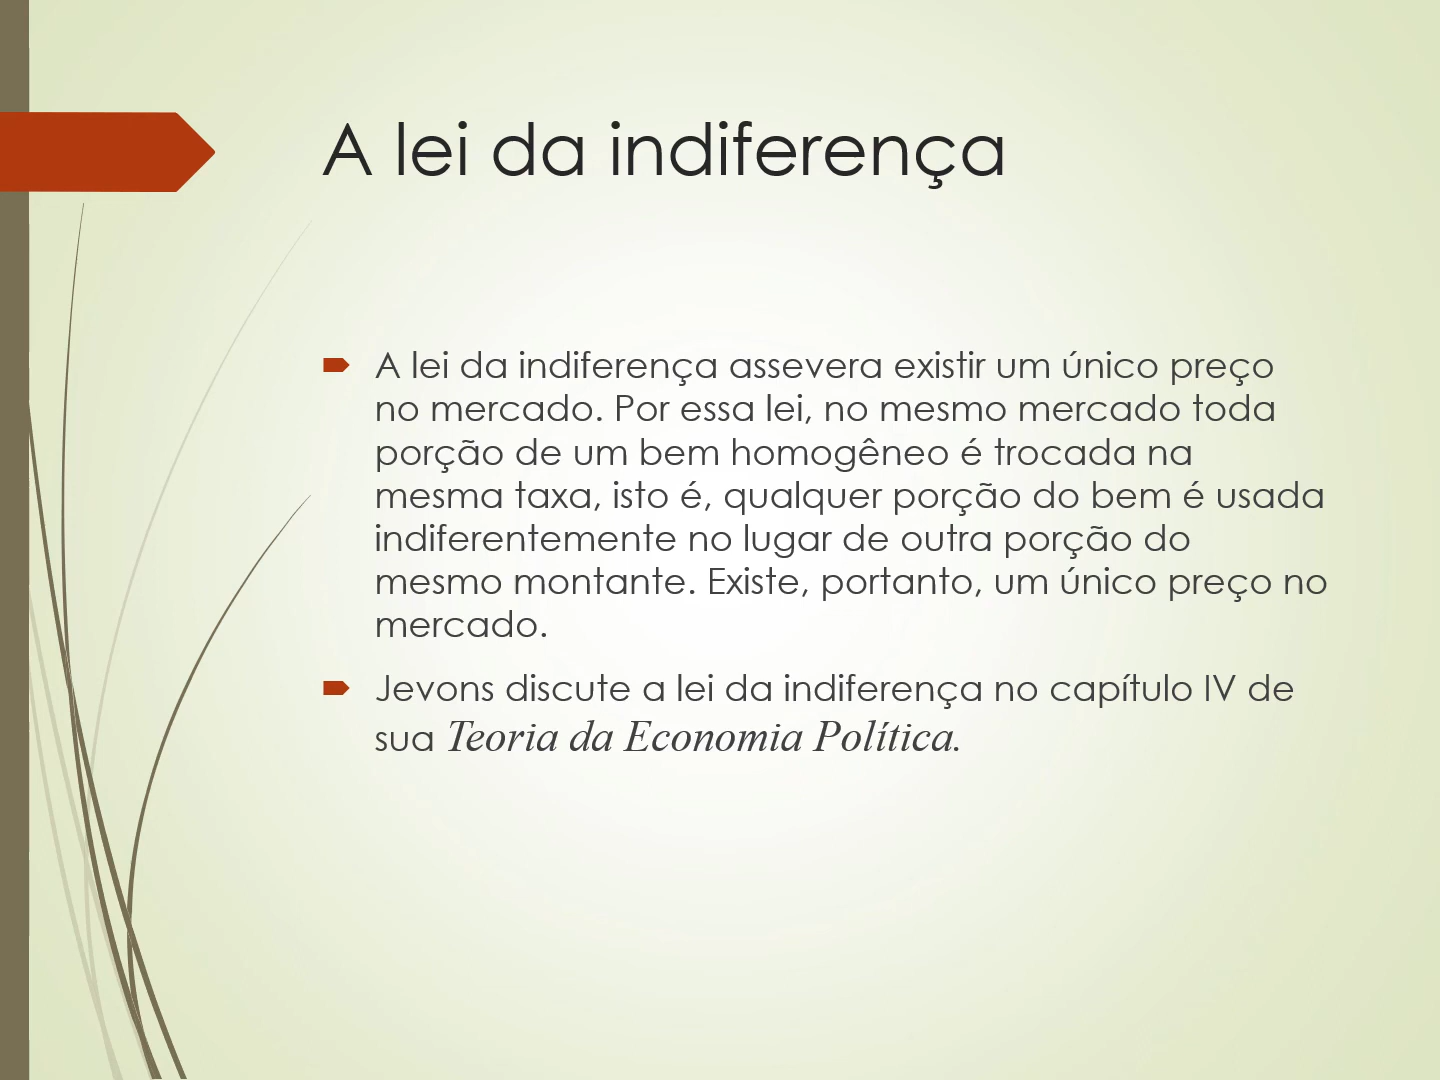 A lei da indiferença
A lei da indiferença assevera existir um único preço
no mercado. Por essa lei, no mesmo mercado toda
porção de um bem homogêneo é trocada na
mesma taxa, isto é, qualquer porção do bem é usada
indiferentemente no lugar de outra porção do
mesmo montante. Existe, portanto, um único preço no
mercado.
Jevons discute a lei da indiferença no capítulo IV de
sua Teoria da Economia Política.